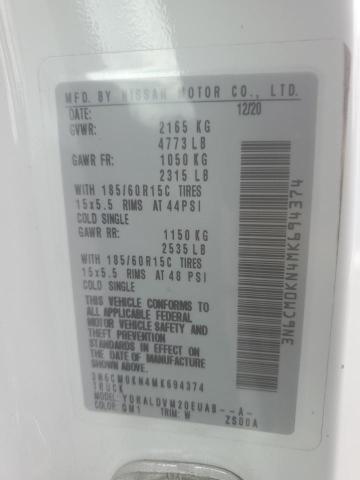 MFD. BY NISSAN MOTOR CO., LTD.
DATE: 12/20
GVWR: 2165 KG
4773 LB
GAWR FR: 1050 KG
2315 LB
WITH 185/60R15C TIRES
15x5.5 RIMS AT 44PSI
COLD SINGLE
GAWR RR: 1150 KG
2535 LB
WITH 185/60R15C TIRES
15x5.5 RIMS AT 48 PSI
COLD SINGLE
THIS VEHICLE CONFORMS TO
ALL APPLICABLE FEDERAL
MOTOR VEHICLE SAFETY
AND THEFT PREVENTION
STANDARDS IN EFFECT ON
THE DATE OF MANUFACTURE
SHOWN ABOVE.
3N6CM0KN4MK694374
TRUCK
MODEL
YDRALDVM20EUAB--A-
COLOR: QM1 TRIM: W ZS00A
3N6CM0KN4MK694374